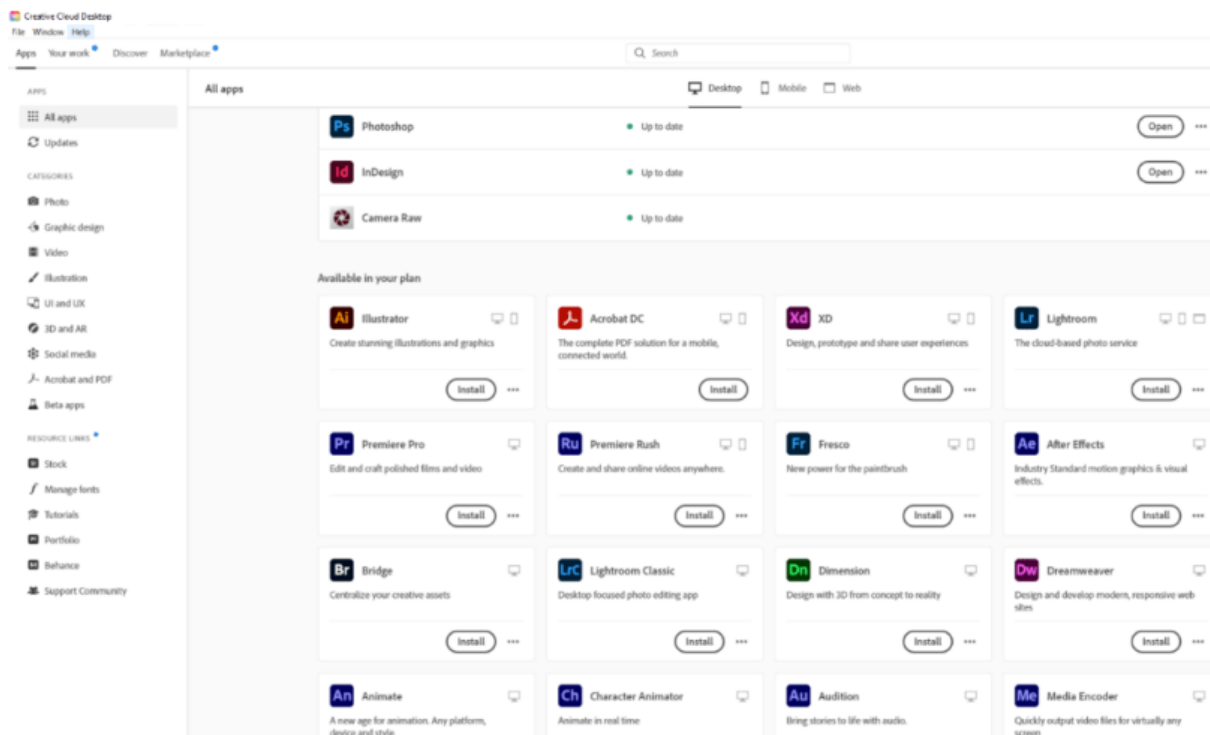 Creative Cloud Desktop
File Window Help
Apps Your work Discover Marketplace Search
APPS
All apps
Updates
CATEGORIES
Photo
Graphic design
Video
Illustration
UI and UX
3D and AR
Social media
Acrobat and PDF
Beta apps
RESOURCE LINKS
Stock
Manage fonts
Tutorials
Portfolio
Behance
Support Community
All apps Desktop Mobile Web
Ps Photoshop Up to date Open
Id InDesign Up to date Open
Camera Raw Up to date
Available in your plan
Ai Illustrator
Create stunning illustrations and graphics
Install
Acrobat DC
The complete PDF solution for a mobile,
connected world.
Install
Xd XD
Design, prototype and share user experiences
Install
Lr Lightroom
The cloud-based photo service
Install
Pr Premiere Pro
Edit and craft polished films and video
Install
Ru Premiere Rush
Create and share online videos anywhere.
Install
Fr Fresco
New power for the paintbrush
Install
Ae After Effects
Industry Standard motion graphics & visual
effects.
Install
Br Bridge
Centralize your creative assets
Install
LrC Lightroom Classic
Desktop focused photo editing app
Install
Dn Dimension
Design with 3D from concept to reality
Install
Dw Dreamweaver
Design and develop modern, responsive web
sites
Install
An Animate
A new age for animation. Any platform,
device and style.
Ch Character Animator
Animate in real time
Au Audition
Bring stories to life with audio.
Me Media Encoder
Quickly output video files for virtually any
screen